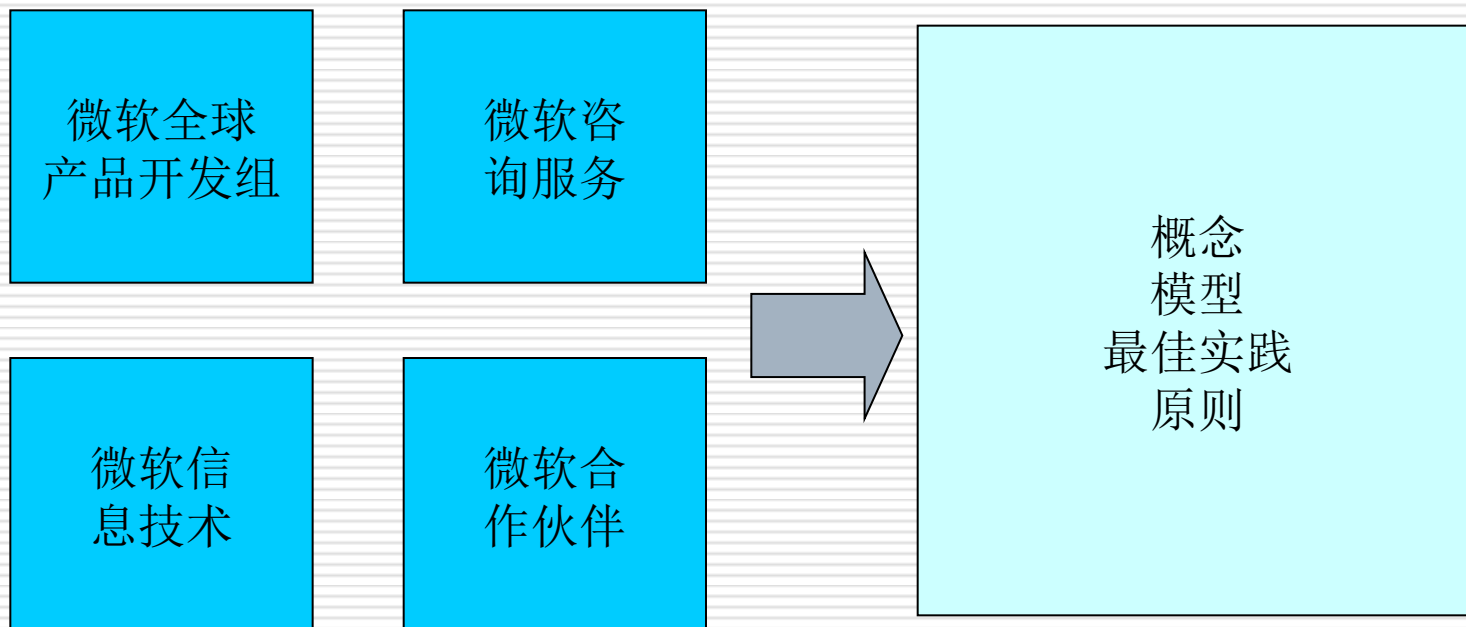 微软全球
产品开发组
微软咨
询服务
微软信
息技术
微软合
作伙伴
概念
模型
最佳实践
原则